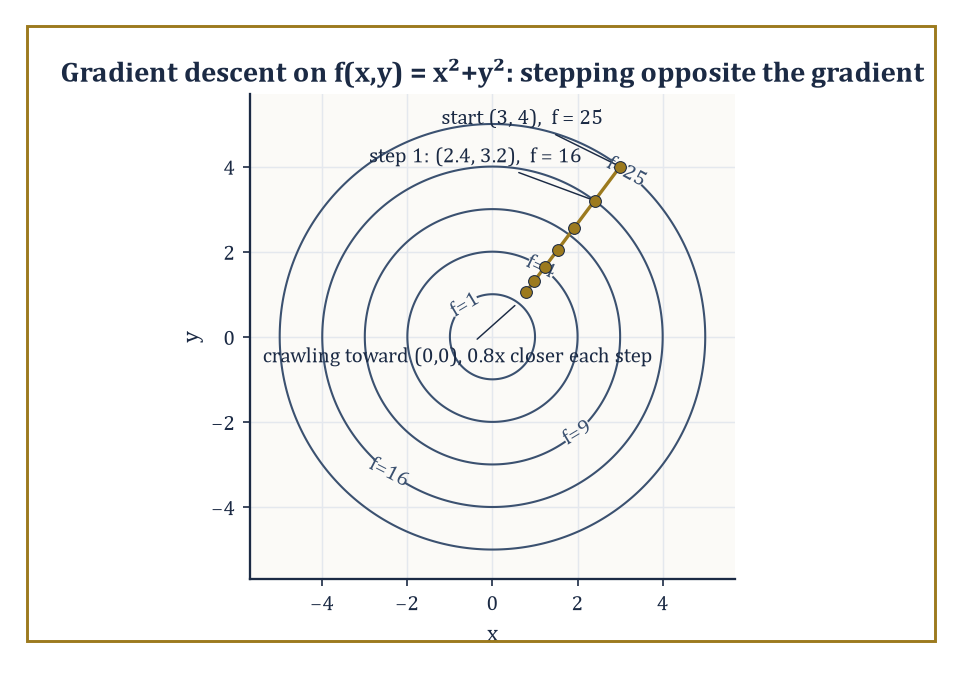 Gradient descent on f(x,y) = x²+y²: stepping opposite the gradient
start (3, 4), f = 25
step 1: (2.4, 3.2), f = 16
f=25
4
2
f=4
f=1
0
y
crawling toward (0,0), 0.8x closer each step
−2
f=9
f=16
−4
−4
−2
0
2
4
x